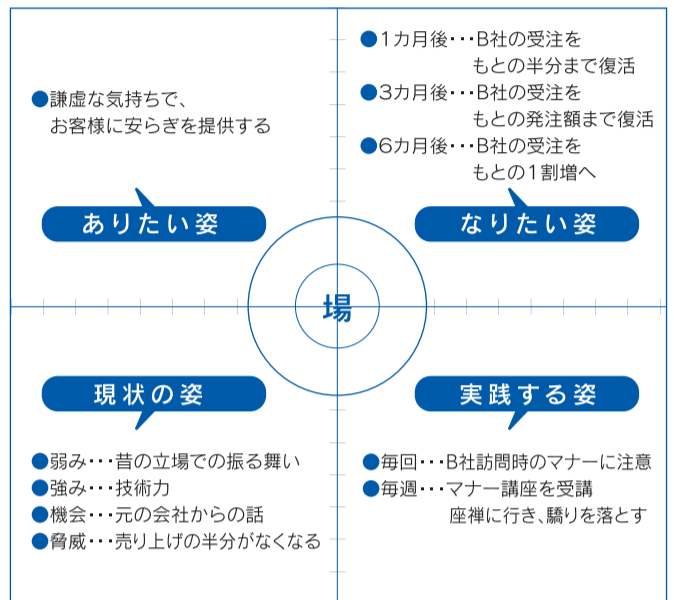 ●謙虚な気持ちで、
お客様に安らぎを提供する
ありたい姿
●1カ月後･･･B社の受注を
もとの半分まで復活
●3カ月後･･･B社の受注を
もとの発注額まで復活
●6カ月後･･･B社の受注を
もとの1割増へ
なりたい姿
場
現状の姿
●弱み･･･昔の立場での振る舞い
●強み･･･技術力
●機会･･･元の会社からの話
●脅威･･･売り上げの半分がなくなる
実践する姿
●毎回･･･B社訪問時のマナーに注意
●毎週･･･マナー講座を受講
座禅に行き、驕りを落とす